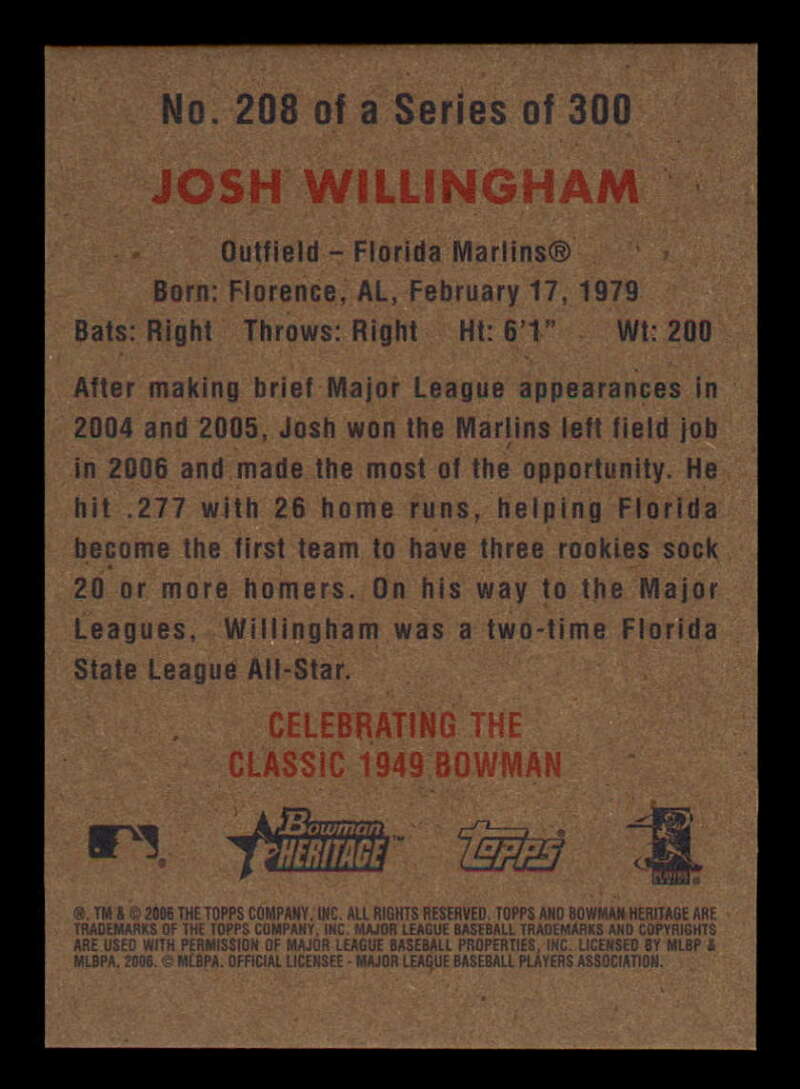 No. 208 of a Series of 300
JOSH WILLINGHAM
Outfield – Florida Marlins®
Born: Florence, AL, February 17, 1979
Bats: Right Throws: Right Ht: 6'1" Wt: 200
After making brief Major League appearances in
2004 and 2005, Josh won the Marlins left field job
in 2006 and made the most of the opportunity. He
hit .277 with 26 home runs, helping Florida
become the first team to have three rookies sock
20 or more homers. On his way to the Major
Leagues, Willingham was a two-time Florida
State League All-Star.
CELEBRATING THE
CLASSIC 1949 BOWMAN
Bowman
HERITAGE™
Topps®
PLAYERS
®, TM & © 2006 THE TOPPS COMPANY, INC. ALL RIGHTS RESERVED. TOPPS AND BOWMAN HERITAGE ARE
TRADEMARKS OF THE TOPPS COMPANY, INC. MAJOR LEAGUE BASEBALL TRADEMARKS AND COPYRIGHTS
ARE USED WITH PERMISSION OF MAJOR LEAGUE BASEBALL PROPERTIES, INC. LICENSED BY MLBP &
MLBPA, 2006. © MLBPA. OFFICIAL LICENSEE - MAJOR LEAGUE BASEBALL PLAYERS ASSOCIATION.